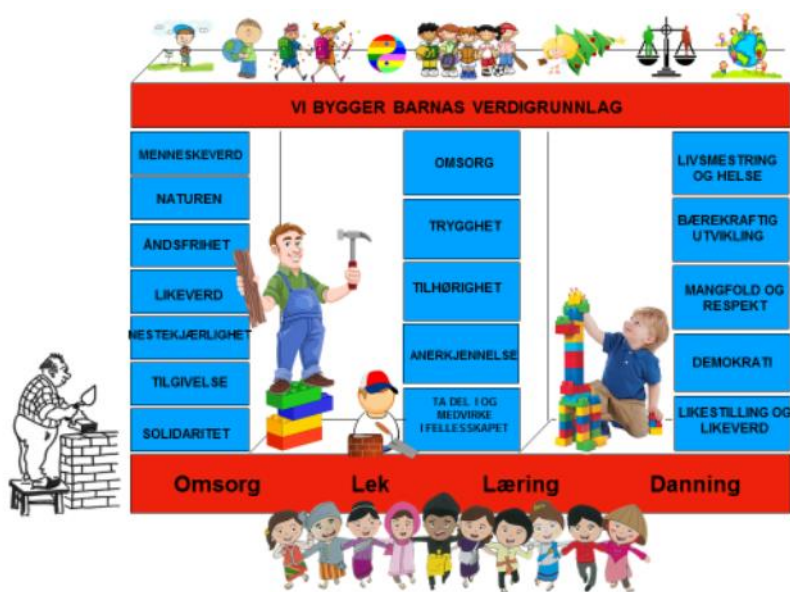 VI BYGGER BARNAS VERDIGRUNNLAG
MENNESKEVERD
NATUREN
ÅNDSFRIHET
LIKEVERD
NESTEKJÆRLIGHET
TILGIVELSE
SOLIDARITET
OMSORG
TRYGGHET
TILHØRIGHET
ANERKJENNELSE
TA DEL I OG
MEDVIRKE
I FELLESSKAPET
LIVSMESTRING
OG HELSE
BÆREKRAFTIG
UTVIKLING
MANGFOLD OG
RESPEKT
DEMOKRATI
LIKESTILLING OG
LIKEVERD
Omsorg Lek Læring Danning